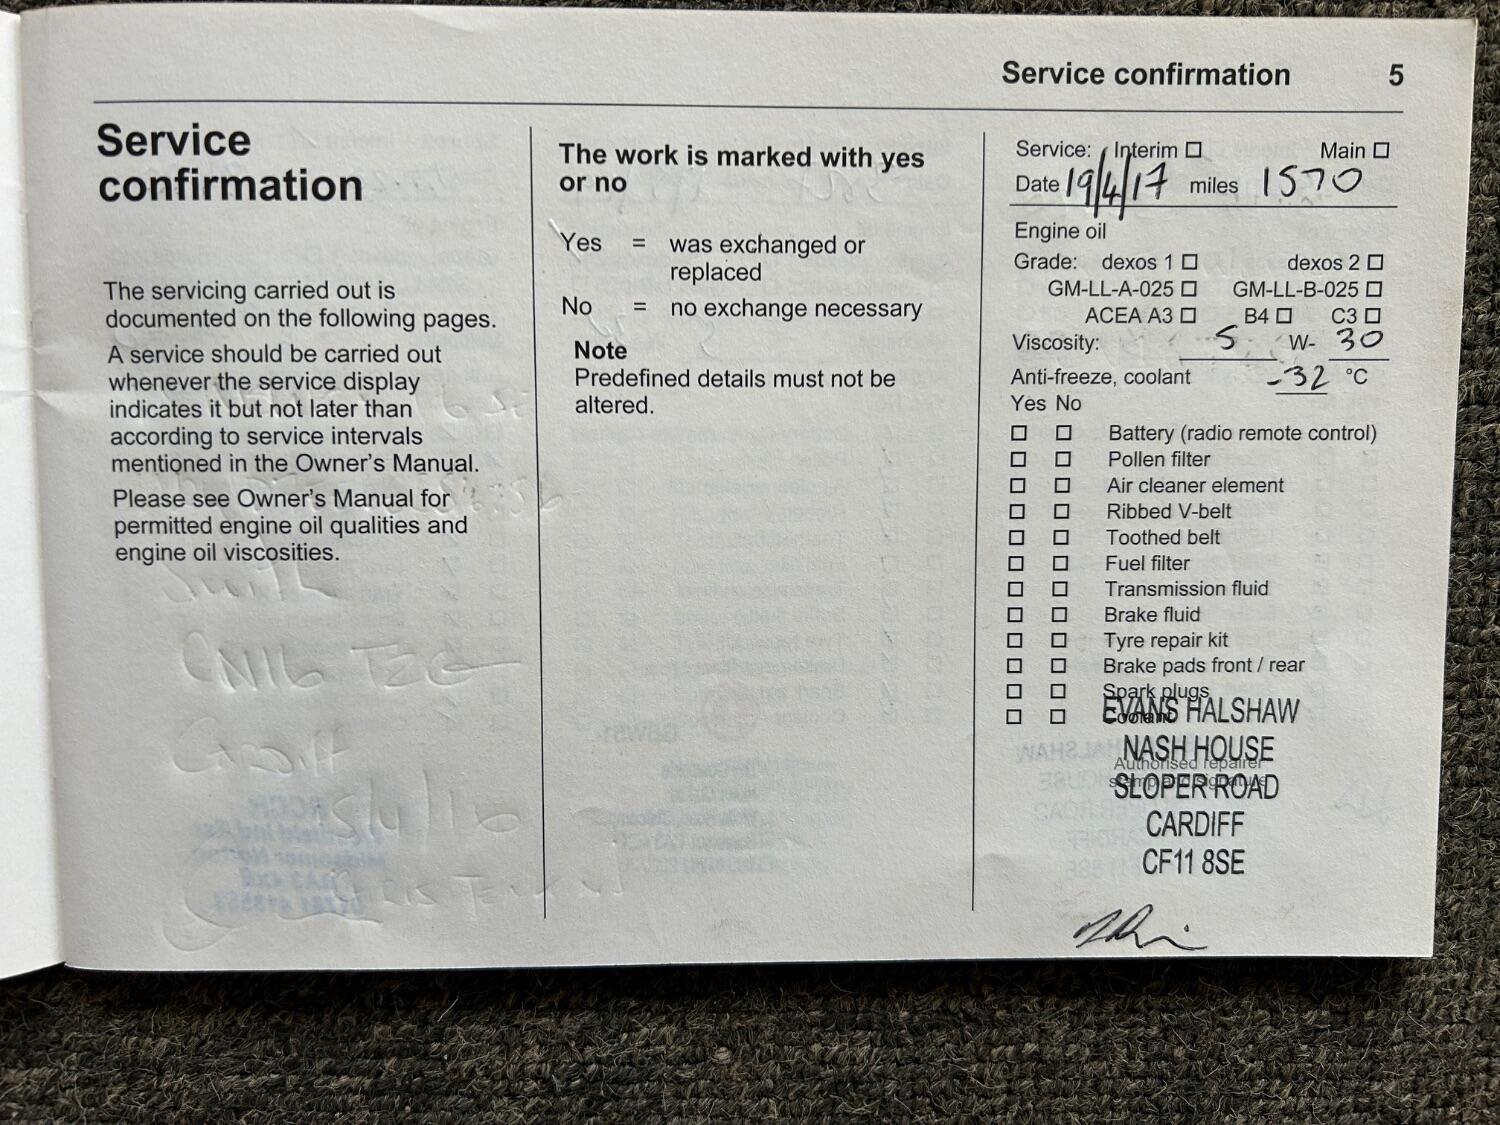 Service confirmation 5
Service
confirmation
The servicing carried out is
documented on the following pages.
A service should be carried out
whenever the service display
indicates it but not later than
according to service intervals
mentioned in the Owner's Manual.
Please see Owner's Manual for
permitted engine oil qualities and
engine oil viscosities.
Smith
CN16 TZG
Cardiff
The work is marked with yes
or no
Yes = was exchanged or
replaced
No = no exchange necessary
Note
Predefined details must not be
altered.
Service: Interim ☐ Main ☐
Date 19/4/17 miles 1570
Engine oil
Grade: dexos 1 ☐ dexos 2 ☐
GM-LL-A-025 ☐ GM-LL-B-025 ☐
ACEA A3 ☐ B4 ☐ C3 ☐
Viscosity: 5 W- 30
Anti-freeze, coolant -32 °C
Yes No
☐ ☐ Battery (radio remote control)
☐ ☐ Pollen filter
☐ ☐ Air cleaner element
☐ ☐ Ribbed V-belt
☐ ☐ Toothed belt
☐ ☐ Fuel filter
☐ ☐ Transmission fluid
☐ ☐ Brake fluid
☐ ☐ Tyre repair kit
☐ ☐ Brake pads front / rear
☐ ☐ Spark plugs
☐ ☐ Coolant
EVANS HALSHAW
NASH HOUSE
Authorised repairer
stamp and signature
SLOPER ROAD
CARDIFF
CF11 8SE